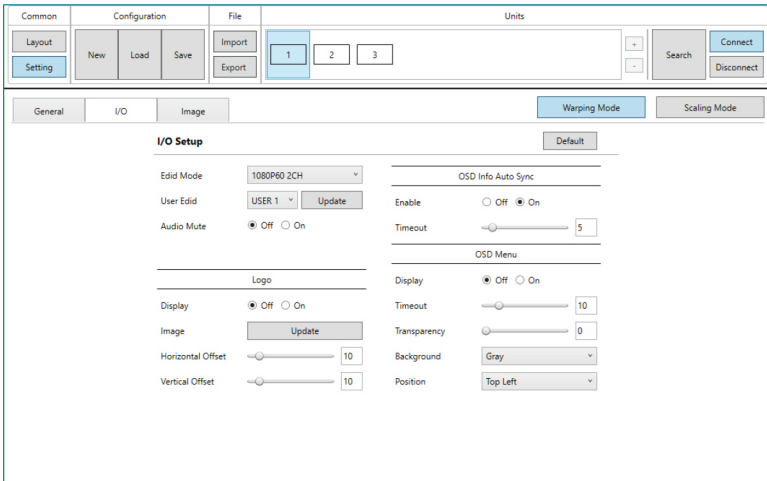 Common Configuration File Units
Layout New Load Save Import 1 2 3 + Search Connect
Setting Export - Disconnect
General I/O Image Warping Mode Scaling Mode
I/O Setup Default
Edid Mode 1080P60 2CH
User Edid USER 1 Update
Audio Mute Off On
Logo
Display Off On
Image Update
Horizontal Offset 10
Vertical Offset 10
OSD Info Auto Sync
Enable Off On
Timeout 5
OSD Menu
Display Off On
Timeout 10
Transparency 0
Background Gray
Position Top Left